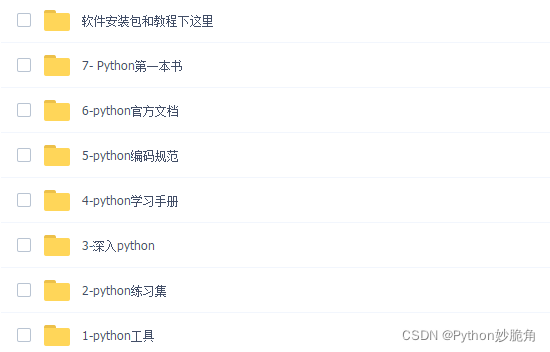 软件安装包和教程下这里
7- Python第一本书
6-python官方文档
5-python编码规范
4-python学习手册
3-深入python
2-python练习集
1-python工具
CSDN @Python妙脆角